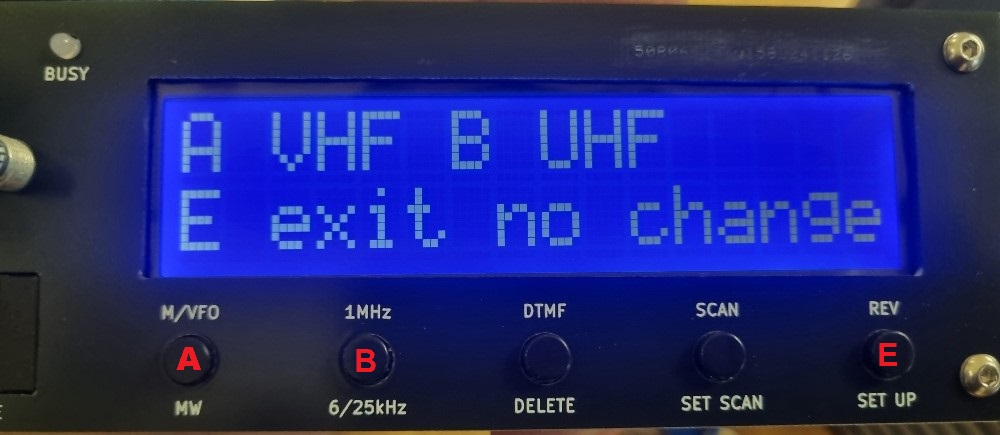 BUSY
A VHF B UHF
E exit no change
M/VFO 1MHz DTMF SCAN REV
A B E
MW 6/25kHz DELETE SET SCAN SET UP